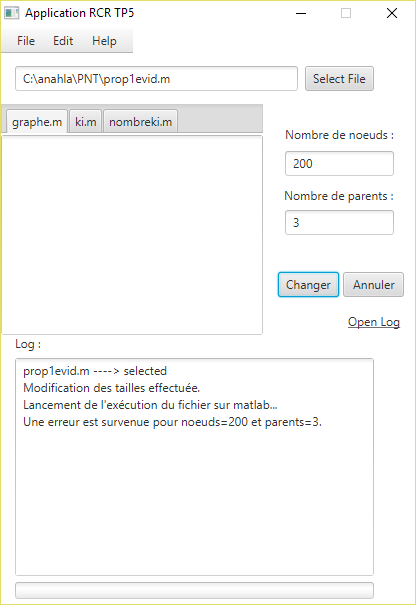 Application RCR TP5
File Edit Help
C:\anahla\PNT\prop1evid.m Select File
graphe.m ki.m nombreki.m
Nombre de noeuds :
200
Nombre de parents :
3
Changer Annuler
Open Log
Log :
prop1evid.m ----> selected
Modification des tailles effectuée.
Lancement de l'exécution du fichier sur matlab...
Une erreur est survenue pour noeuds=200 et parents=3.